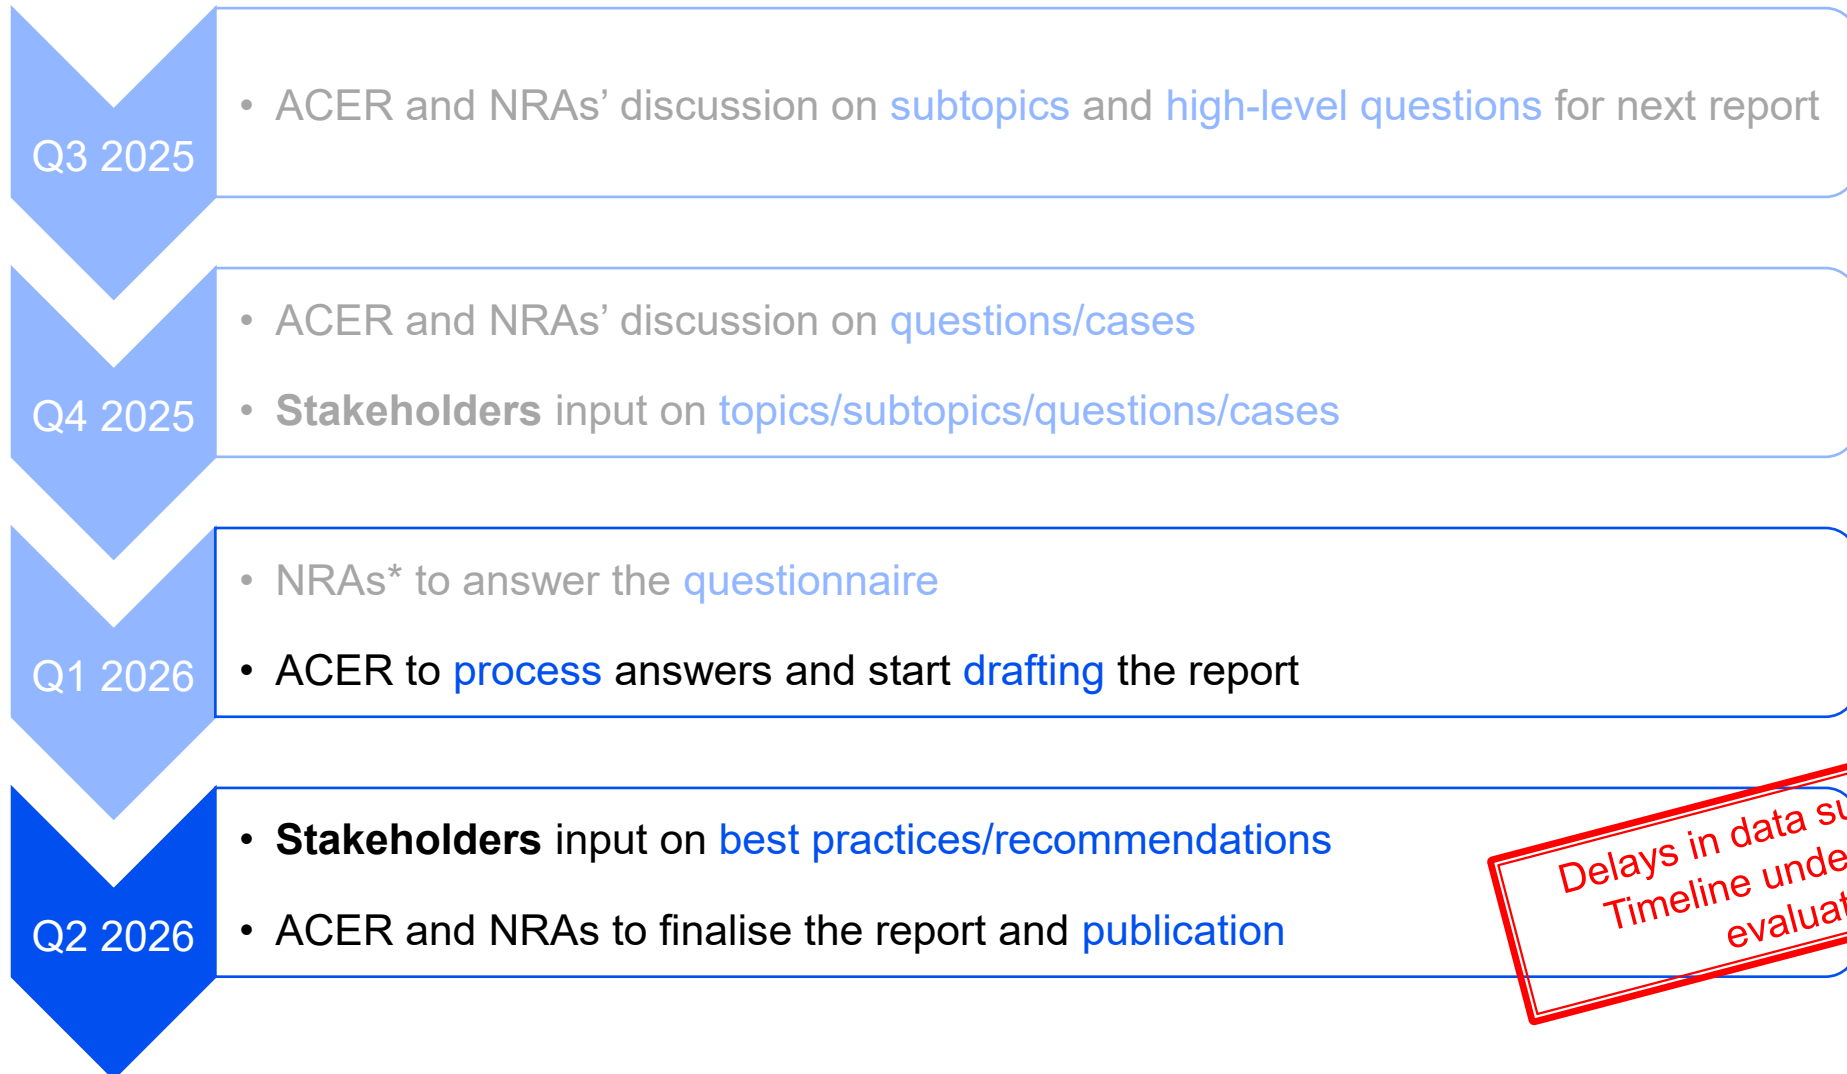 Q3 2025
• ACER and NRAs’ discussion on subtopics and high-level questions for next report
Q4 2025
• ACER and NRAs’ discussion on questions/cases
• Stakeholders input on topics/subtopics/questions/cases
Q1 2026
• NRAs* to answer the questionnaire
• ACER to process answers and start drafting the report
Q2 2026
• Stakeholders input on best practices/recommendations
• ACER and NRAs to finalise the report and publication
Delays in data
Timeline